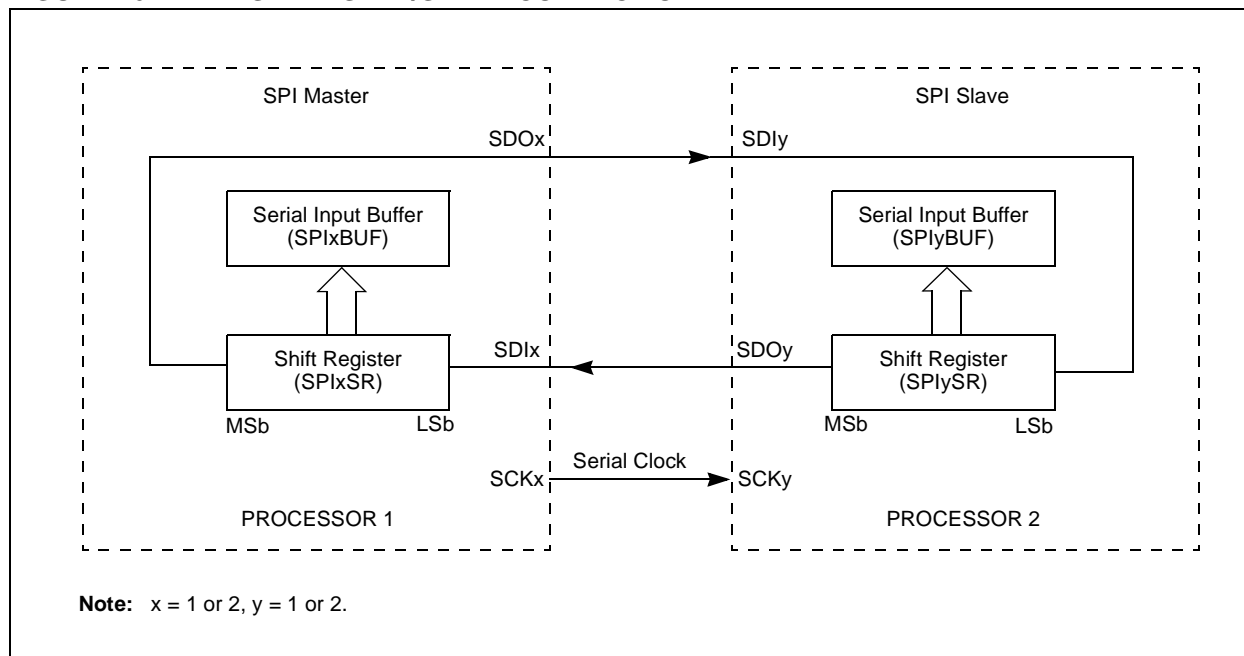 SPI Master
SPI Slave
SDOx
SDIy
Serial Input Buffer
(SPIxBUF)
Serial Input Buffer
(SPIyBUF)
SDIx
SDOy
Shift Register
(SPIxSR)
Shift Register
(SPIySR)
MSb
LSb
MSb
LSb
Serial Clock
SCKx
SCKy
PROCESSOR 1
PROCESSOR 2
Note: x = 1 or 2, y = 1 or 2.